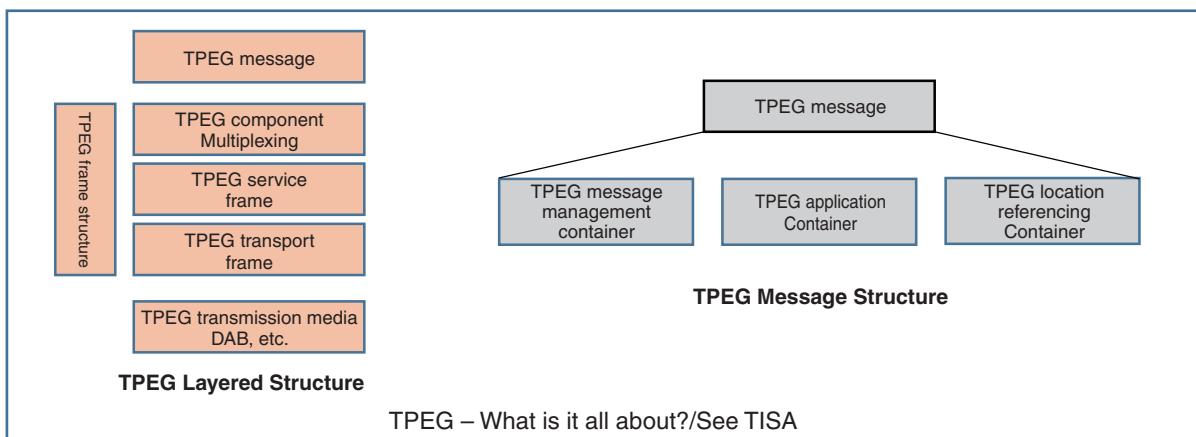 TPEG message
TPEG frame structure
TPEG component
Multiplexing
TPEG service
frame
TPEG transport
frame
TPEG transmission media
DAB, etc.
TPEG Layered Structure
TPEG message
TPEG message
management
container
TPEG application
Container
TPEG location
referencing
Container
TPEG Message Structure
TPEG – What is it all about?/See TISA